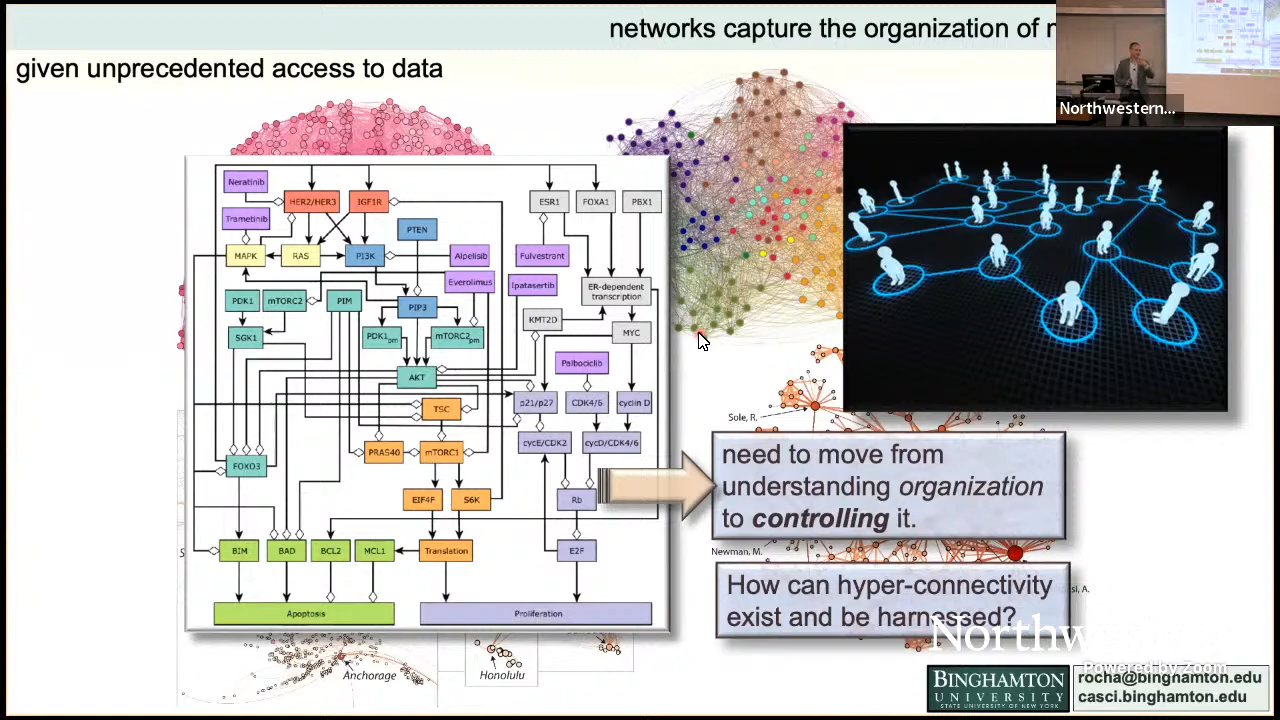 networks capture the organization of
given unprecedented access to data
Northwestern...
Neratinib
HER2/HER3
IGF1R
ESR1
FOXA1
PBX1
Trametinib
PTEN
MAPK
RAS
PI3K
Alpelisib
Fulvestrant
Everolimus
Ipatasertib
ER-dependent
transcription
PDK1
mTORC2
PIM
PIP3
KMT2D
MYC
SGK1
PDK1pm
mTORC2pm
Palbociclib
AKT
p21/p27
CDK4/6
cyclin D
TSC
Sole, R.
cycE/CDK2
cycD/CDK4/6
PRAS40
mTORC1
FOXO3
EIF4F
S6K
Rb
BIM
BAD
BCL2
MCL1
Translation
E2F
Apoptosis
Proliferation
need to move from
understanding organization
to controlling it.
Newman, M.
How can hyper-connectivity
exist and be harnessed?
Anchorage
Honolulu
Northw
Powered by Zoom
BINGHAMTON
UNIVERSITY
STATE UNIVERSITY OF NEW YORK
rocha@binghamton.edu
casci.binghamton.edu